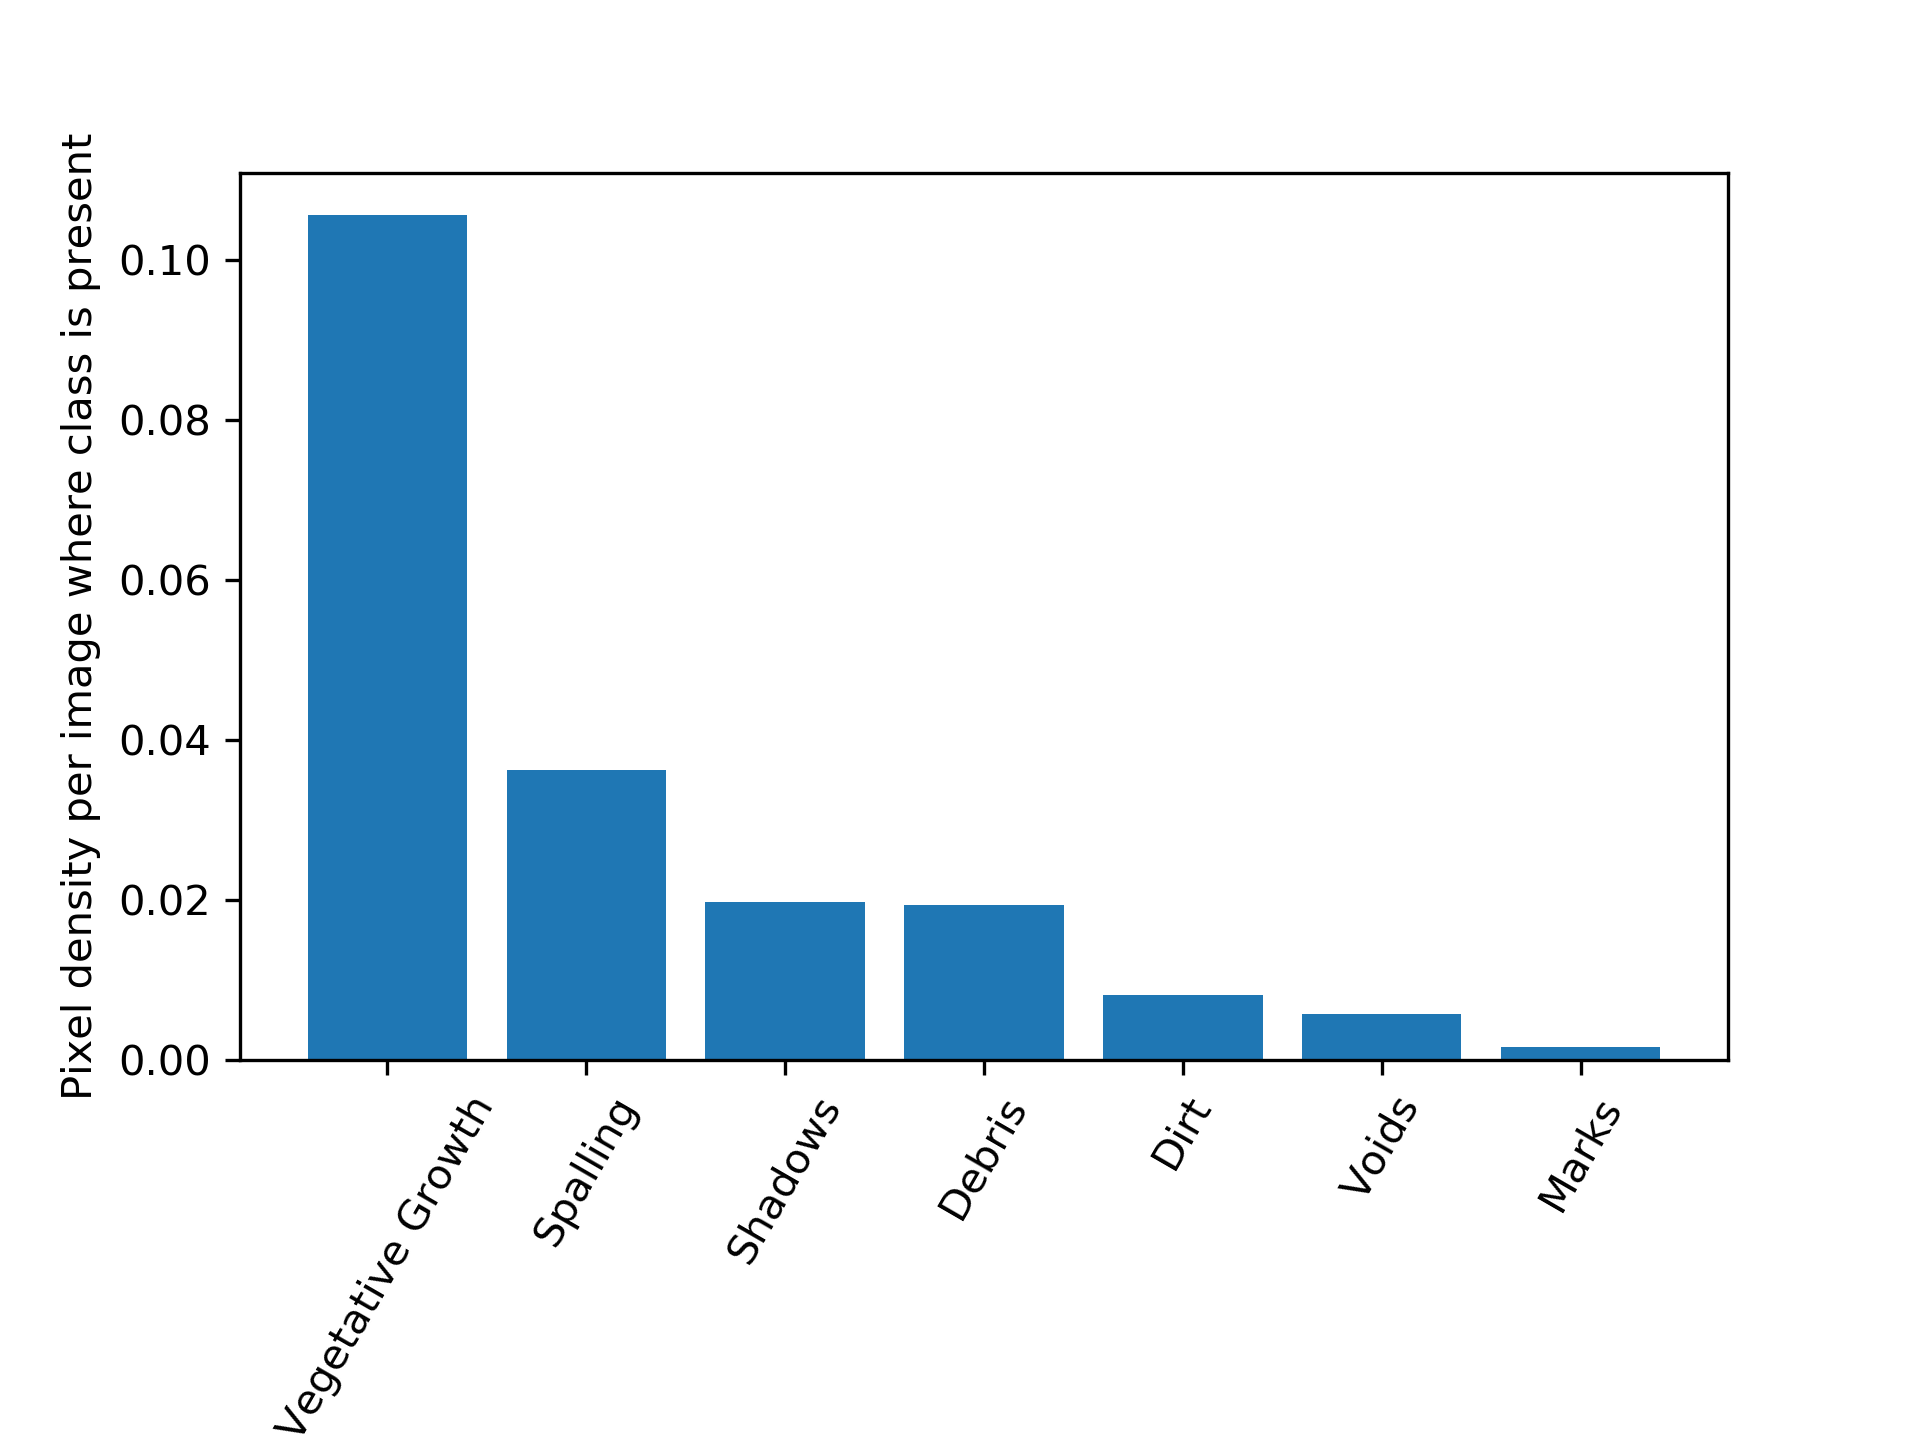 Pixel density per image where class is present
0.10
0.08
0.06
0.04
0.02
0.00
Vegetative Growth
Spalling
Shadows
Debris
Dirt
Voids
Marks